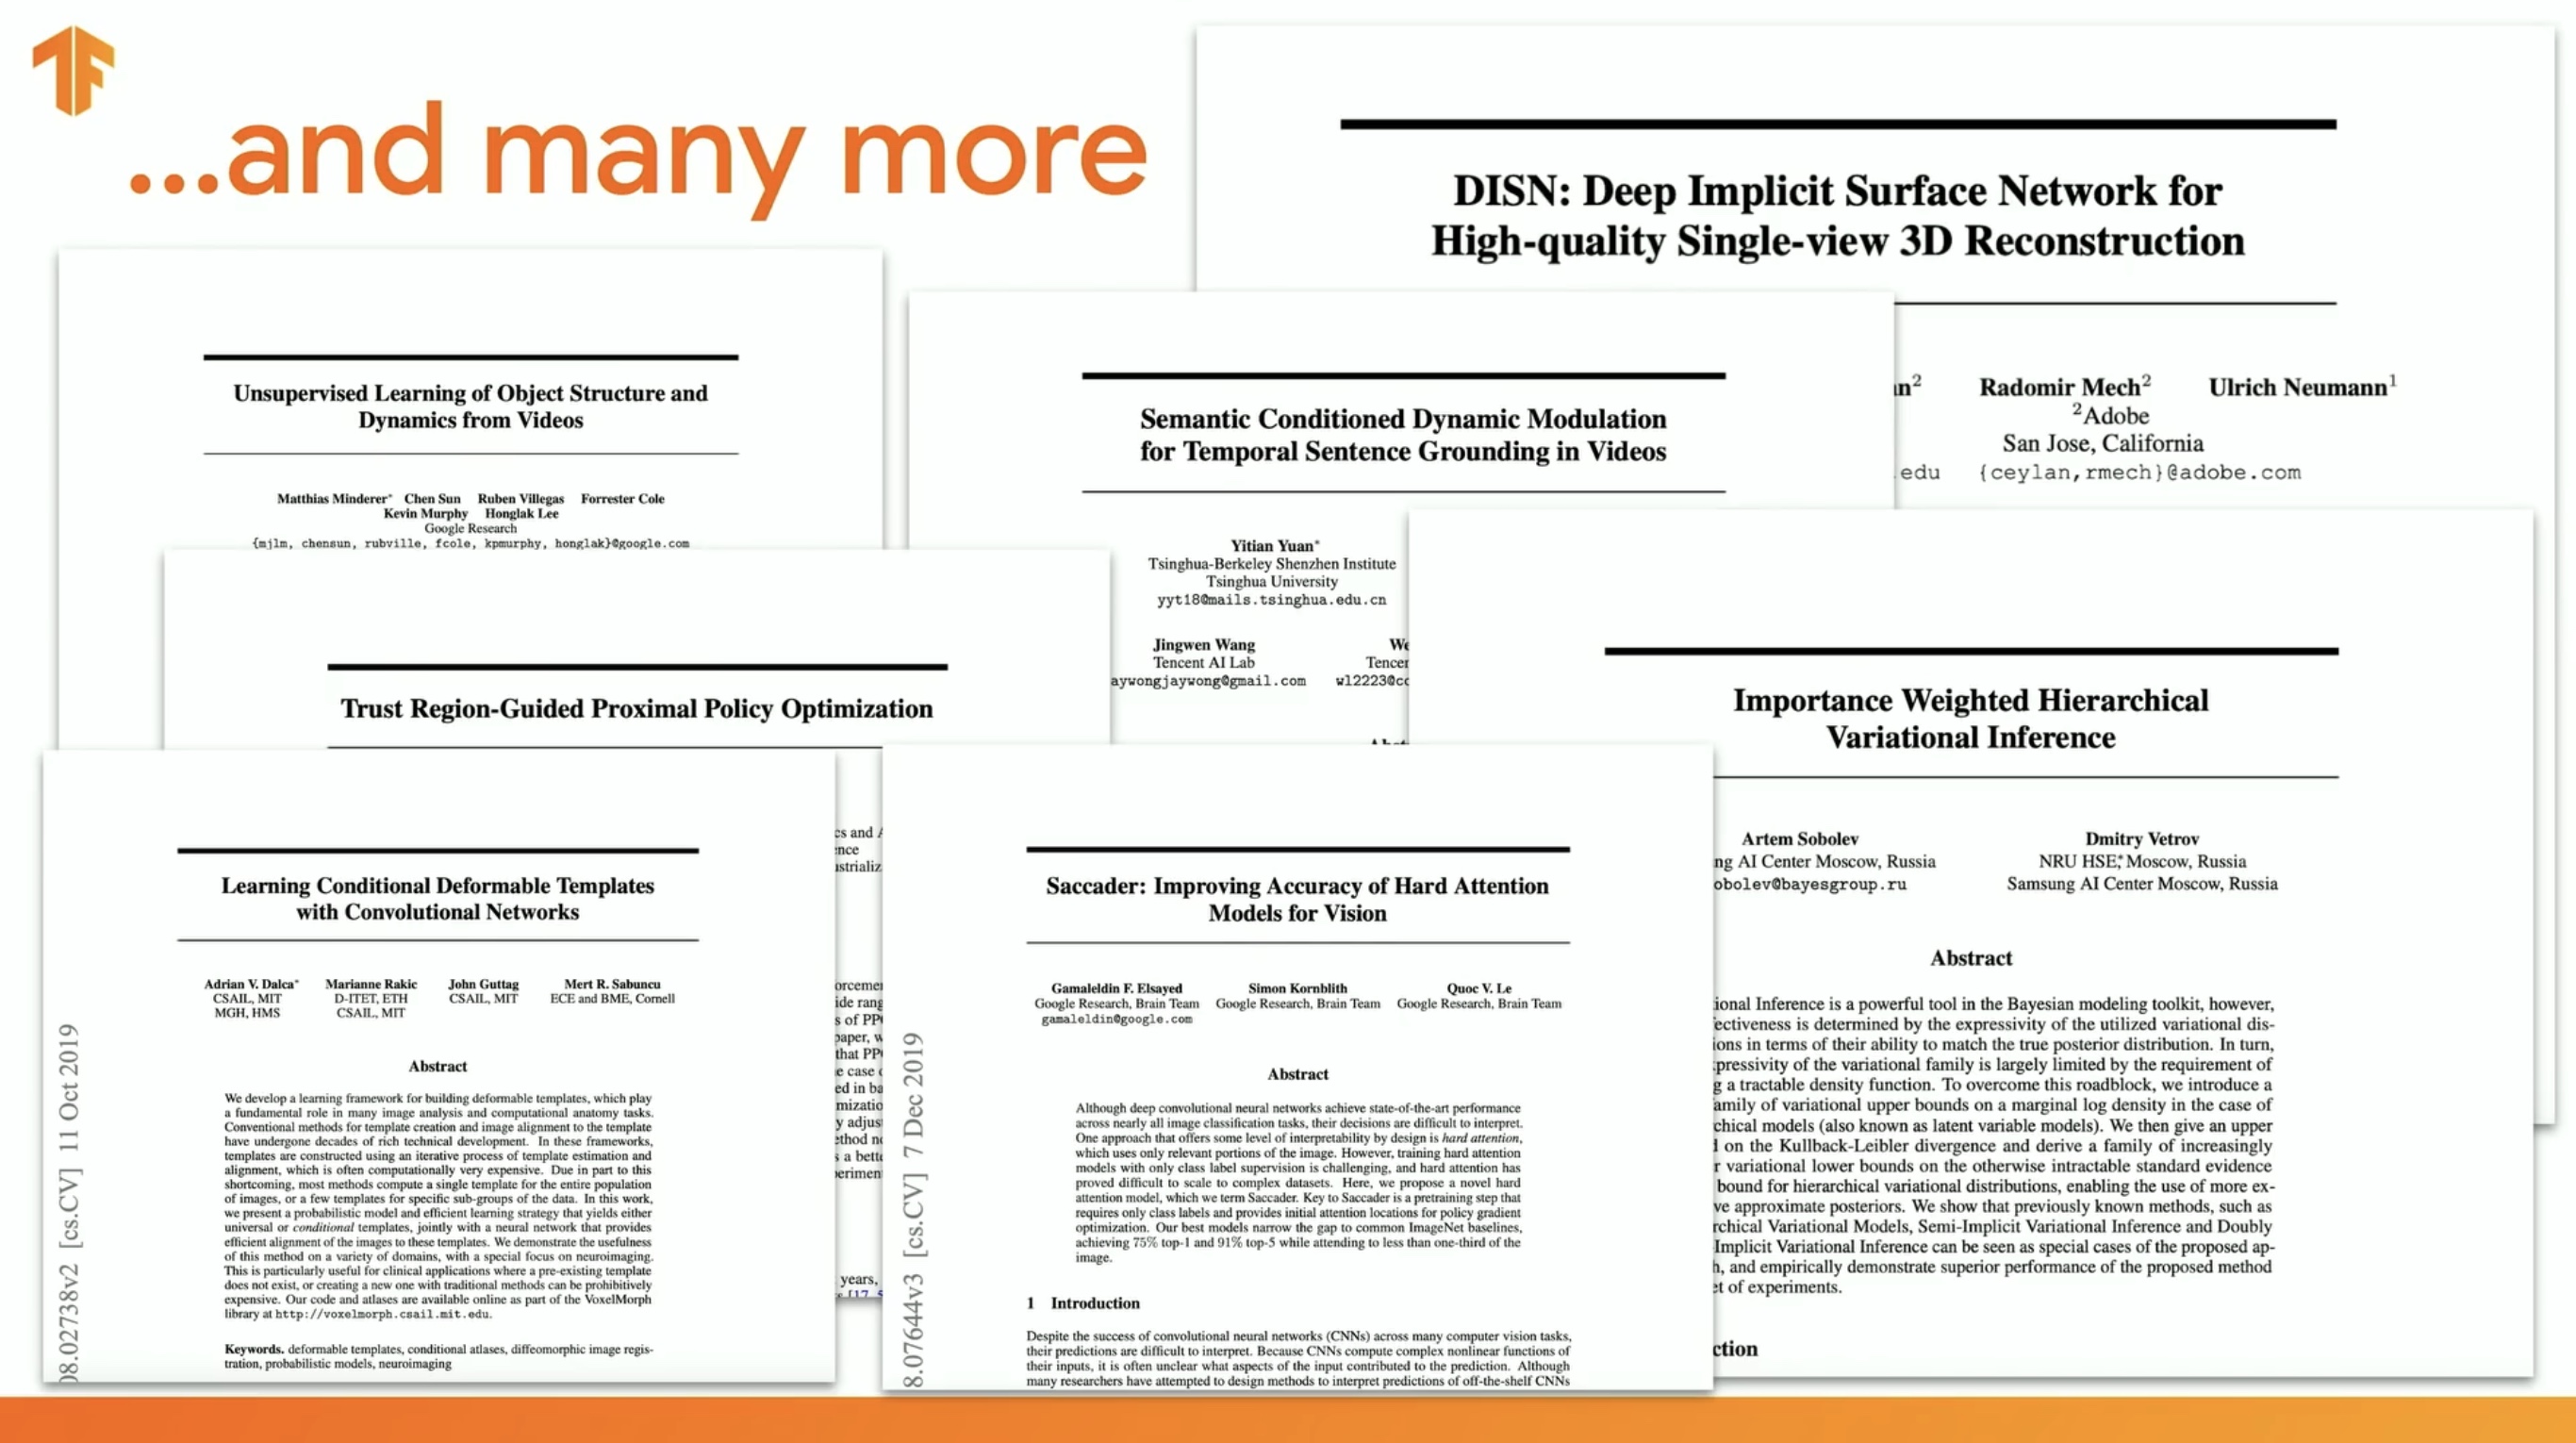 ...and many more
DISN: Deep Implicit Surface Network for
High-quality Single-view 3D Reconstruction
Radomir Mech² Ulrich Neumann¹
²Adobe
San Jose, California
{ceylan,rmech}@adobe.com
Unsupervised Learning of Object Structure and
Dynamics from Videos
Matthias Minderer* Chen Sun Ruben Villegas Forrester Cole
Kevin Murphy Honglak Lee
Google Research
{mjlm, chensun, rubville, fcole, kpmurphy, honglak}@google.com
Semantic Conditioned Dynamic Modulation
for Temporal Sentence Grounding in Videos
Yitian Yuan*
Tsinghua-Berkeley Shenzhen Institute
Tsinghua University
yyt18@mails.tsinghua.edu.cn
Jingwen Wang
Tencent AI Lab
aywongjaywong@gmail.com
Trust Region-Guided Proximal Policy Optimization
Importance Weighted Hierarchical
Variational Inference
Artem Sobolev Dmitry Vetrov
ng AI Center Moscow, Russia NRU HSE,* Moscow, Russia
obolev@bayesgroup.ru Samsung AI Center Moscow, Russia
Abstract
ional Inference is a powerful tool in the Bayesian modeling toolkit, however,
ectiveness is determined by the expressivity of the utilized variational dis-
ions in terms of their ability to match the true posterior distribution. In turn,
pressivity of the variational family is largely limited by the requirement of
g a tractable density function. To overcome this roadblock, we introduce a
amily of variational upper bounds on a marginal log density in the case of
chical models (also known as latent variable models). We then give an upper
on the Kullback-Leibler divergence and derive a family of increasingly
r variational lower bounds on the otherwise intractable standard evidence
bound for hierarchical variational distributions, enabling the use of more ex-
ve approximate posteriors. We show that previously known methods, such as
rchical Variational Models, Semi-Implicit Variational Inference and Doubly
Implicit Variational Inference can be seen as special cases of the proposed ap-
h, and empirically demonstrate superior performance of the proposed method
et of experiments.
ction
Learning Conditional Deformable Templates
with Convolutional Networks
Adrian V. Dalca* Marianne Rakic John Guttag Mert R. Sabuncu
CSAIL, MIT D-ITET, ETH CSAIL, MIT ECE and BME, Cornell
MGH, HMS CSAIL, MIT
Abstract
We develop a learning framework for building deformable templates, which play
a fundamental role in many image analysis and computational anatomy tasks.
Conventional methods for template creation and image alignment to the template
have undergone decades of rich technical development. In these frameworks,
templates are constructed using an iterative process of template estimation and
alignment, which is often computationally very expensive. Due in part to this
shortcoming, most methods compute a single template for the entire population
of images, or a few templates for specific sub-groups of the data. In this work,
we present a probabilistic model and efficient learning strategy that yields either
universal or conditional templates, jointly with a neural network that provides
efficient alignment of the images to these templates. We demonstrate the usefulness
of this method on a variety of domains, with a special focus on neuroimaging.
This is particularly useful for clinical applications where a pre-existing template
does not exist, or creating a new one with traditional methods can be prohibitively
expensive. Our code and atlases are available online as part of the VoxelMorph
library at http://voxelmorph.csail.mit.edu.
Keywords. deformable templates, conditional atlases, diffeomorphic image regis-
tration, probabilistic models, neuroimaging
08.02738v2 [cs.CV] 11 Oct 2019
Saccader: Improving Accuracy of Hard Attention
Models for Vision
Gamaleldin F. Elsayed Simon Kornblith Quoc V. Le
Google Research, Brain Team Google Research, Brain Team Google Research, Brain Team
gamaleldin@google.com
Abstract
Although deep convolutional neural networks achieve state-of-the-art performance
across nearly all image classification tasks, their decisions are difficult to interpret.
One approach that offers some level of interpretability by design is hard attention,
which uses only relevant portions of the image. However, training hard attention
models with only class label supervision is challenging, and hard attention has
proved difficult to scale to complex datasets. Here, we propose a novel hard
attention model, which we term Saccader. Key to Saccader is a pretraining step that
requires only class labels and provides initial attention locations for policy gradient
optimization. Our best models narrow the gap to common ImageNet baselines,
achieving 75% top-1 and 91% top-5 while attending to less than one-third of the
image.
1 Introduction
Despite the success of convolutional neural networks (CNNs) across many computer vision tasks,
their predictions are difficult to interpret. Because CNNs compute complex nonlinear functions of
their inputs, it is often unclear what aspects of the input contributed to the prediction. Although
many researchers have attempted to design methods to interpret predictions of off-the-shelf CNNs
8.07644v3 [cs.CV] 7 Dec 2019